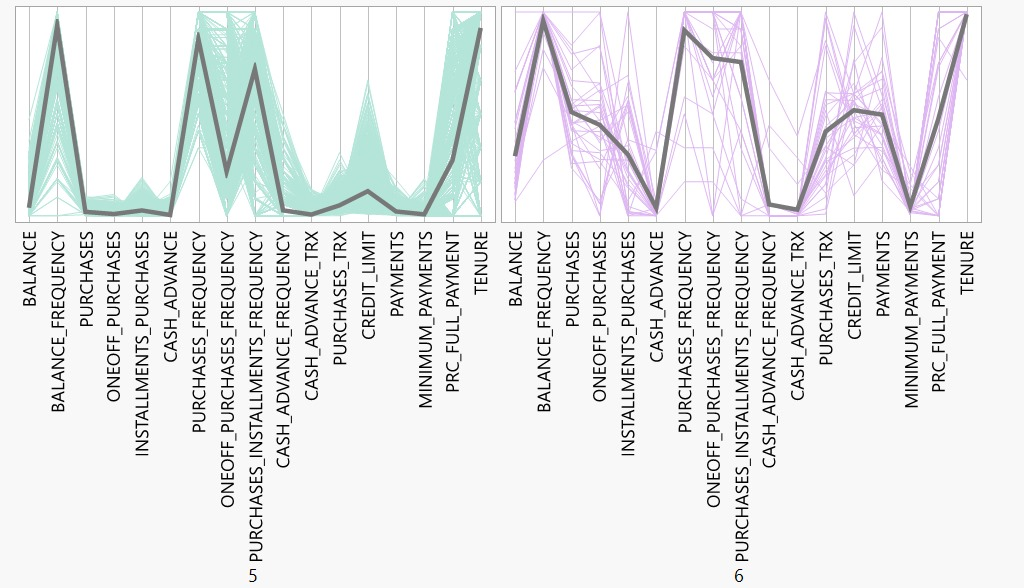 BALANCE
BALANCE_FREQUENCY
PURCHASES
ONEOFF_PURCHASES
INSTALLMENTS_PURCHASES
CASH_ADVANCE
PURCHASES_FREQUENCY
ONEOFF_PURCHASES_FREQUENCY
PURCHASES_INSTALLMENTS_FREQUENCY
CASH_ADVANCE_FREQUENCY
CASH_ADVANCE_TRX
PURCHASES_TRX
CREDIT_LIMIT
PAYMENTS
MINIMUM_PAYMENTS
PRC_FULL_PAYMENT
TENURE
5
BALANCE
BALANCE_FREQUENCY
PURCHASES
ONEOFF_PURCHASES
INSTALLMENTS_PURCHASES
CASH_ADVANCE
PURCHASES_FREQUENCY
ONEOFF_PURCHASES_FREQUENCY
PURCHASES_INSTALLMENTS_FREQUENCY
CASH_ADVANCE_FREQUENCY
CASH_ADVANCE_TRX
PURCHASES_TRX
CREDIT_LIMIT
PAYMENTS
MINIMUM_PAYMENTS
PRC_FULL_PAYMENT
TENURE
6